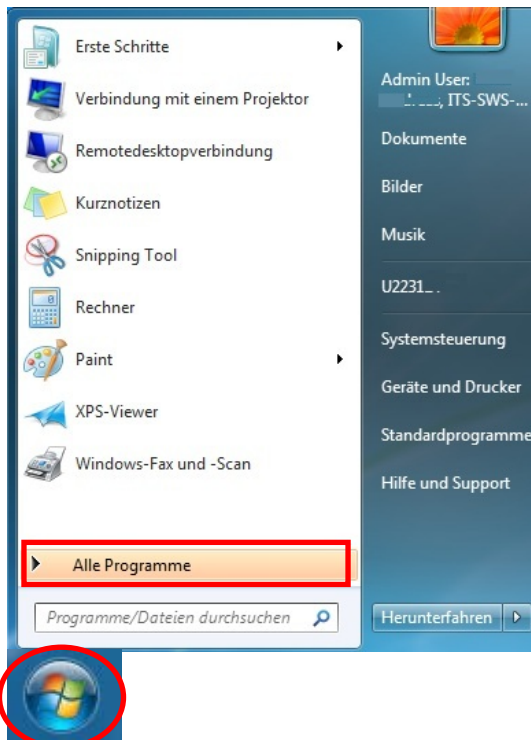 Erste Schritte
Verbindung mit einem Projektor
Remotedesktopverbindung
Kurznotizen
Snipping Tool
Rechner
Paint
XPS-Viewer
Windows-Fax und -Scan
Alle Programme
Programme/Dateien durchsuchen
Admin User:
, ITS-SWS-...
Dokumente
Bilder
Musik
U2231
Systemsteuerung
Geräte und Drucker
Standardprogramme
Hilfe und Support
Herunterfahren